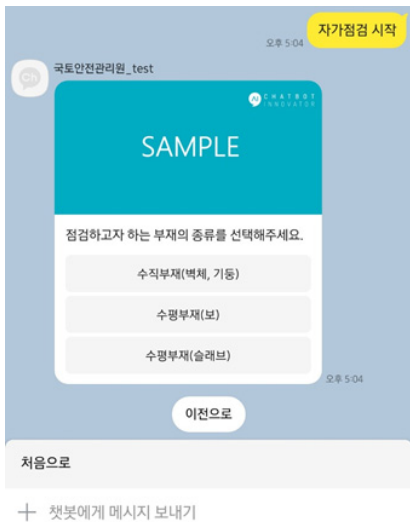 자가점검 시작
오후 5:04
Ch
국토안전관리원_test
AI CHATBOT
INNOVATOR
SAMPLE
점검하고자 하는 부재의 종류를 선택해주세요.
수직부재(벽체, 기둥)
수평부재(보)
수평부재(슬래브)
오후 5:04
이전으로
처음으로
챗봇에게 메시지 보내기